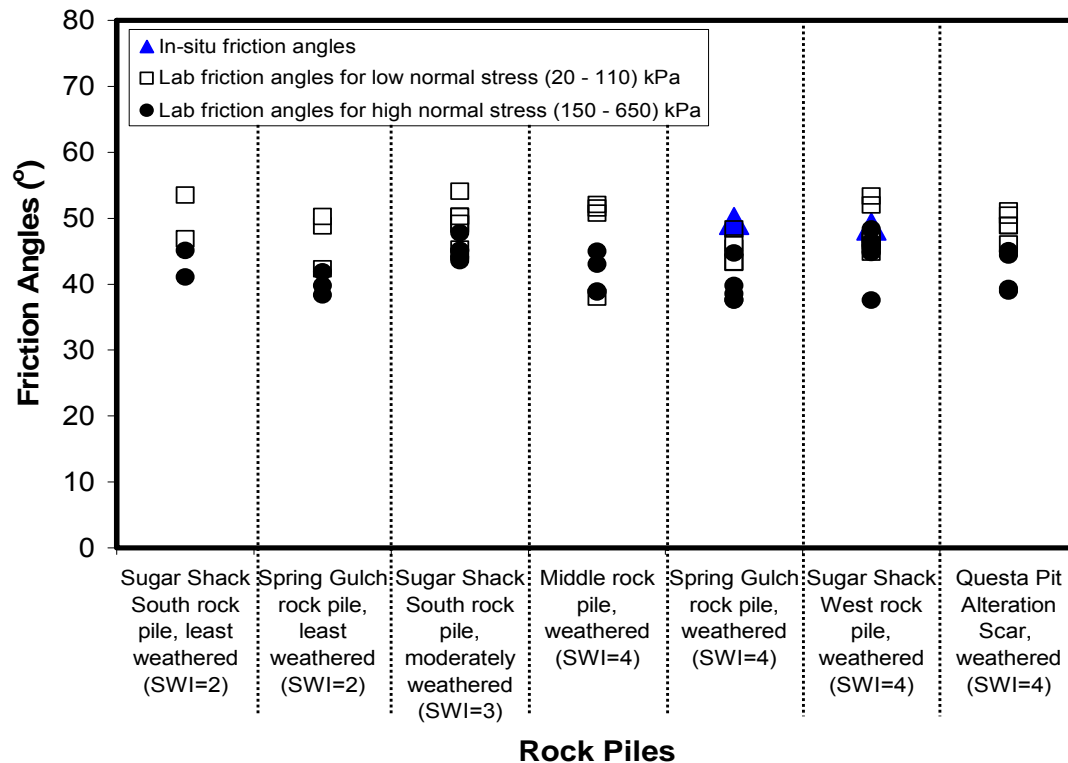 80
70
60
50
40
30
20
10
0
Friction Angles (º)
In-situ friction angles
Lab friction angles for low normal stress (20 - 110) kPa
Lab friction angles for high normal stress (150 - 650) kPa
Sugar Shack
South rock
pile, least
weathered
(SWI=2)
Spring Gulch
rock pile,
least
weathered
(SWI=2)
Sugar Shack
South rock
pile,
moderately
weathered
(SWI=3)
Middle rock
pile,
weathered
(SWI=4)
Spring Gulch
rock pile,
weathered
(SWI=4)
Sugar Shack
West rock
pile,
weathered
(SWI=4)
Questa Pit
Alteration
Scar,
weathered
(SWI=4)
Rock Piles